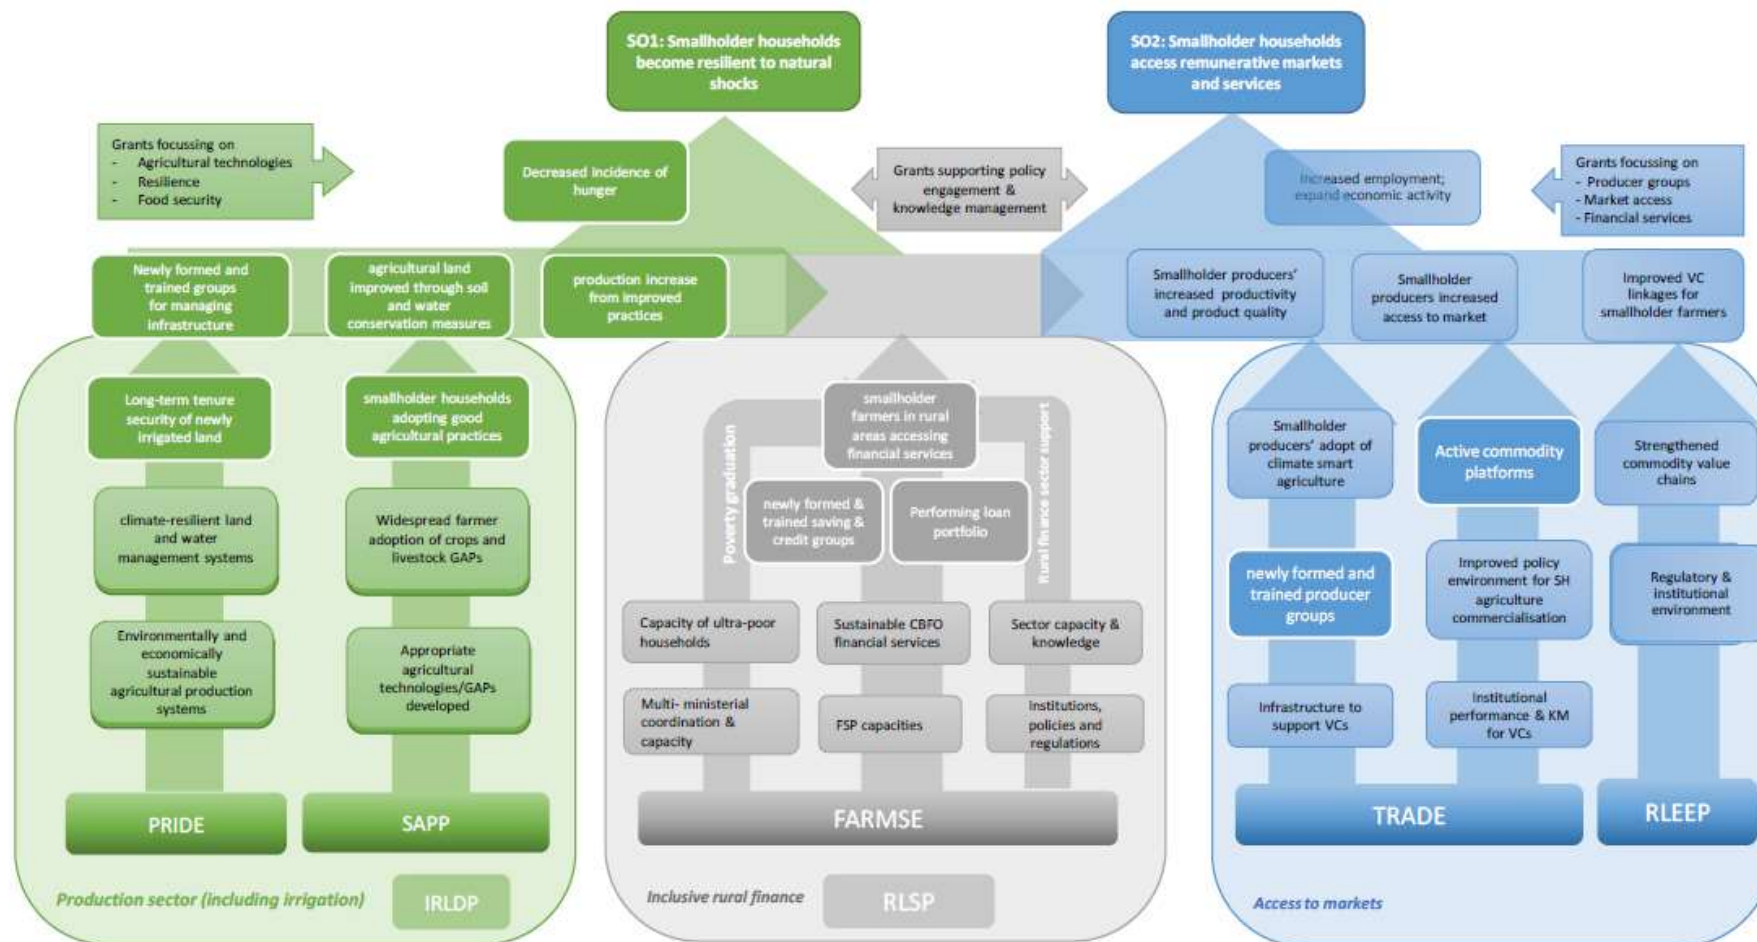 SO1: Smallholder households
become resilient to natural
shocks
SO2: Smallholder households
access remunerative markets
and services
Grants focussing on
- Agricultural technologies
- Resilience
- Food security
Decreased incidence of
hunger
Grants supporting policy
engagement &
knowledge management
Increased employment;
expand economic activity
Grants focussing on
- Producer groups
- Market access
- Financial services
Newly formed and
trained groups
for managing
infrastructure
agricultural land
improved through soil
and water
conservation measures
production increase
from improved
practices
Smallholder producers'
increased productivity
and product quality
Smallholder
producers increased
access to market
Improved VC
linkages for
smallholder farmers
Long-term tenure
security of newly
irrigated land
smallholder households
adopting good
agricultural practices
climate-resilient land
and water
management systems
Widespread farmer
adoption of crops and
livestock GAPs
Environmentally and
economically
sustainable
agricultural production
systems
Appropriate
agricultural
technologies/GAPs
developed
PRIDE
SAPP
Production sector (including irrigation)
IRLDP
Poverty graduation
smallholder
farmers in rural
areas accessing
financial services
Rural finance sector support
newly formed &
trained saving &
credit groups
Performing loan
portfolio
Capacity of ultra-poor
households
Sustainable CBFO
financial services
Sector capacity &
knowledge
Multi- ministerial
coordination &
capacity
FSP capacities
Institutions,
policies and
regulations
FARMSE
Inclusive rural finance
RLSP
Smallholder
producers' adopt of
climate smart
agriculture
Active commodity
platforms
Strengthened
commodity value
chains
newly formed and
trained producer
groups
Improved policy
environment for SH
agriculture
commercialisation
Regulatory &
institutional
environment
Infrastructure to
support VCs
Institutional
performance & KM
for VCs
TRADE
RLEEP
Access to markets